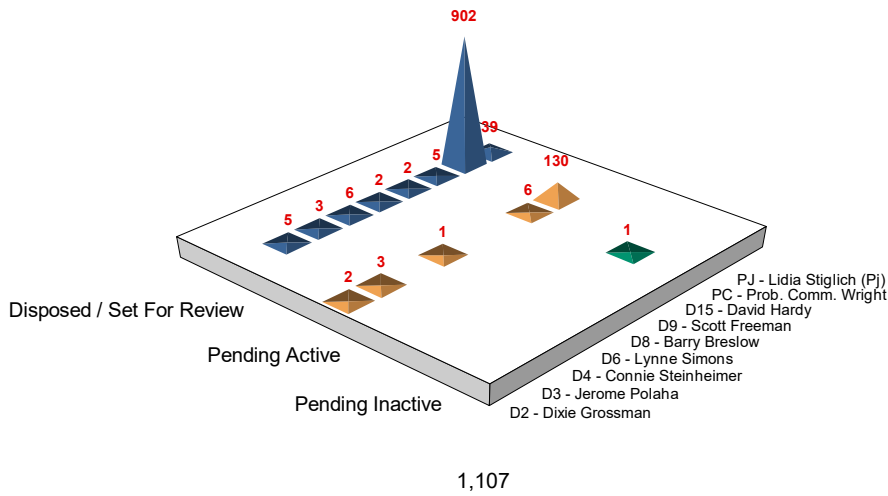 902
39
5
130
2
2
6
6
3
5
1
1
3
2
PJ - Lidia Stiglich (Pj)
PC - Prob. Comm. Wright
D15 - David Hardy
D9 - Scott Freeman
D8 - Barry Breslow
D6 - Lynne Simons
D4 - Connie Steinheimer
D3 - Jerome Polaha
D2 - Dixie Grossman
Disposed / Set For Review
Pending Active
Pending Inactive
1,107